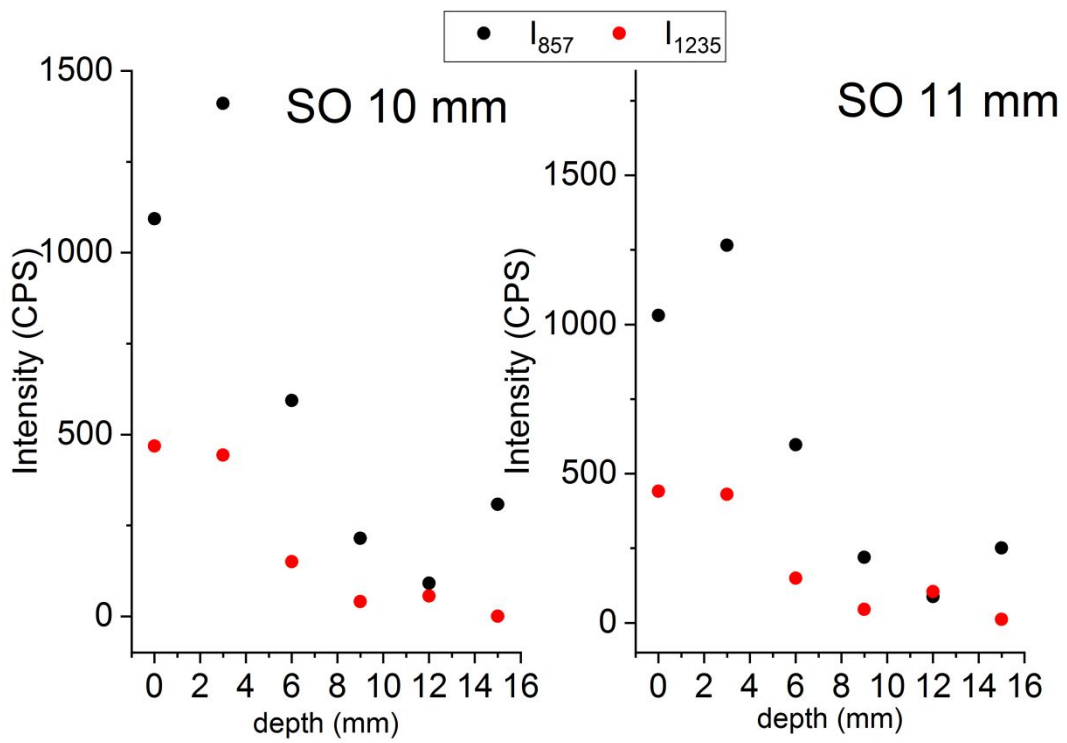 I857 I1235
SO 10 mm
1500
1000
500
0
Intensity (CPS)
0 2 4 6 8 10 12 14 16
depth (mm)
SO 11 mm
1500
1000
500
0
Intensity (CPS)
0 2 4 6 8 10 12 14 16
depth (mm)